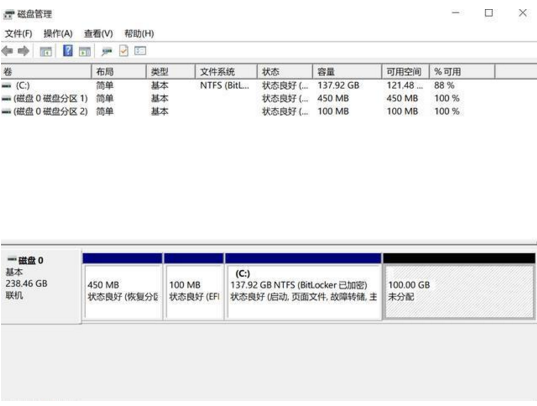 磁盘管理
文件(F) 操作(A) 查看(V) 帮助(H)
卷 布局 类型 文件系统 状态 容量 可用空间 % 可用
(C:) 简单 基本 NTFS (BitL... 状态良好 (... 137.92 GB 121.48 ... 88 %
(磁盘 0 磁盘分区 1) 简单 基本 状态良好 (... 450 MB 450 MB 100 %
(磁盘 0 磁盘分区 2) 简单 基本 状态良好 (... 100 MB 100 MB 100 %
磁盘 0
基本
238.46 GB
联机
450 MB
状态良好 (恢复分区
100 MB
状态良好 (EFI
(C:)
137.92 GB NTFS (BitLocker 已加密)
状态良好 (启动, 页面文件, 故障转储, 主
100.00 GB
未分配